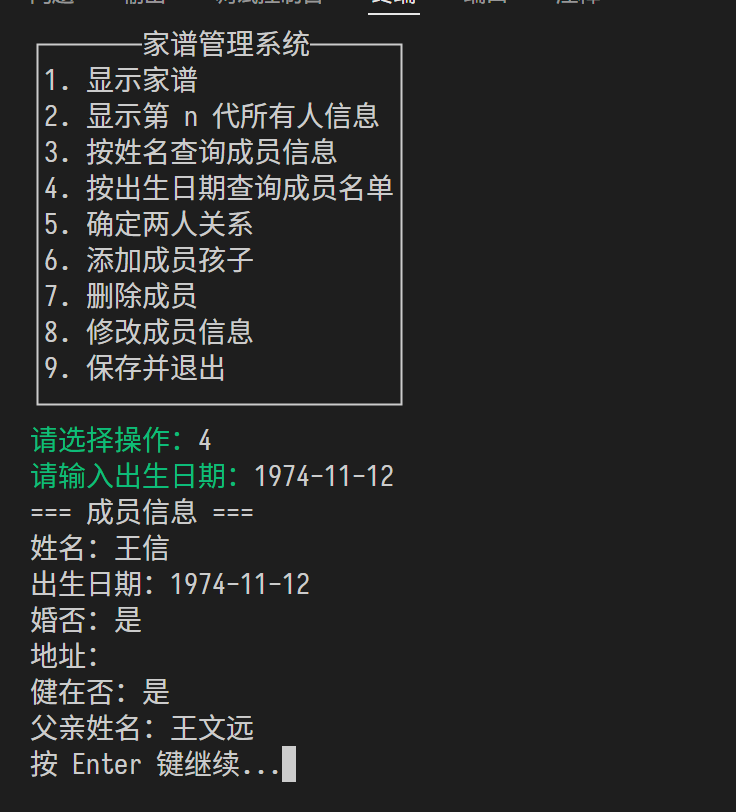 家谱管理系统
1. 显示家谱
2. 显示第 n 代所有人信息
3. 按姓名查询成员信息
4. 按出生日期查询成员名单
5. 确定两人关系
6. 添加成员孩子
7. 删除成员
8. 修改成员信息
9. 保存并退出
请选择操作: 4
请输入出生日期: 1974-11-12
=== 成员信息 ===
姓名: 王信
出生日期: 1974-11-12
婚否: 是
地址:
健在否: 是
父亲姓名: 王文远
按 Enter 键继续...